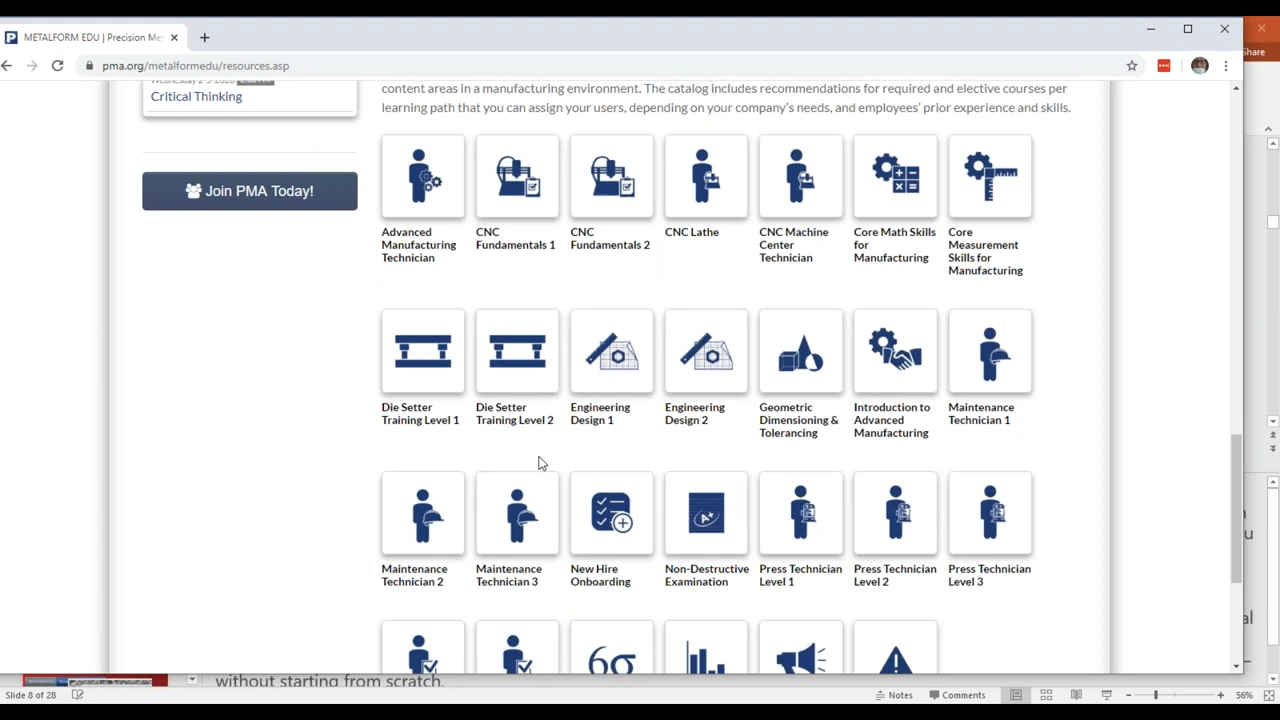 METALFORM EDU | Precision Me
pma.org/metalformedu/resources.asp
Share
Critical Thinking
Join PMA Today!
content areas in a manufacturing environment. The catalog includes recommendations for required and elective courses per
learning path that you can assign your users, depending on your company's needs, and employees' prior experience and skills.
Advanced
Manufacturing
Technician
CNC
Fundamentals 1
CNC
Fundamentals 2
CNC Lathe
CNC Machine
Center
Technician
Core Math Skills
for
Manufacturing
Core
Measurement
Skills for
Manufacturing
Die Setter
Training Level 1
Die Setter
Training Level 2
Engineering
Design 1
Engineering
Design 2
Geometric
Dimensioning &
Tolerancing
Introduction to
Advanced
Manufacturing
Maintenance
Technician 1
A+
Maintenance
Technician 2
Maintenance
Technician 3
New Hire
Onboarding
Non-Destructive
Examination
Press Technician
Level 1
Press Technician
Level 2
Press Technician
Level 3
6σ
without starting from scratch.
Slide 8 of 28
Notes
Comments
56%